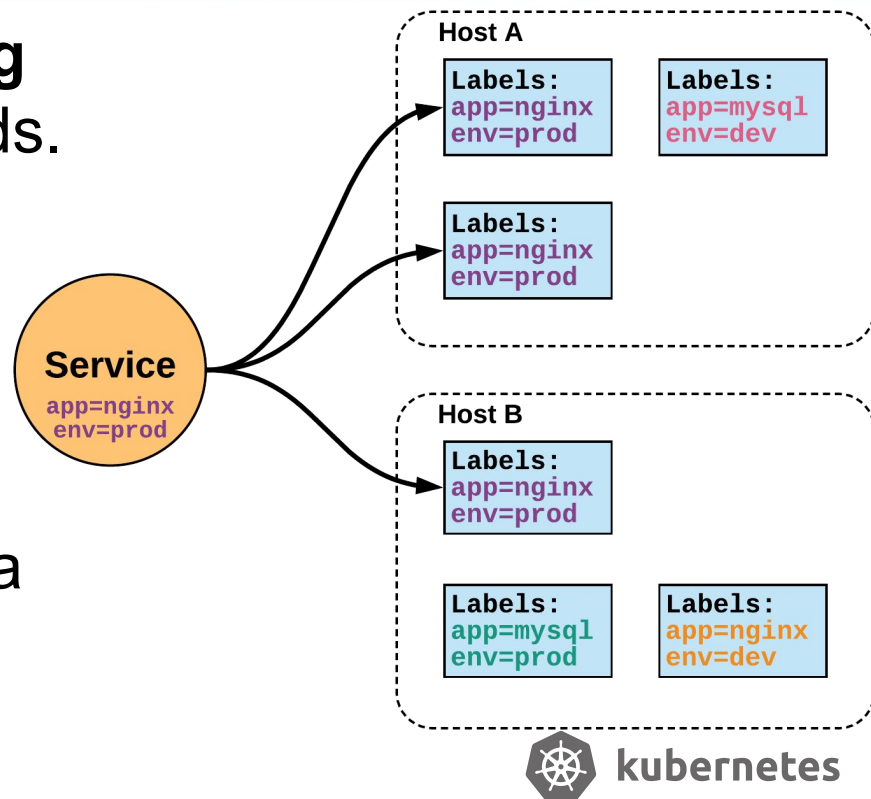 g
ds.
Service
app=nginx
env=prod
a
Host A
Labels:
app=nginx
env=prod
Labels:
app=mysql
env=dev
Labels:
app=nginx
env=prod
Host B
Labels:
app=nginx
env=prod
Labels:
app=mysql
env=prod
Labels:
app=nginx
env=dev
kubernetes